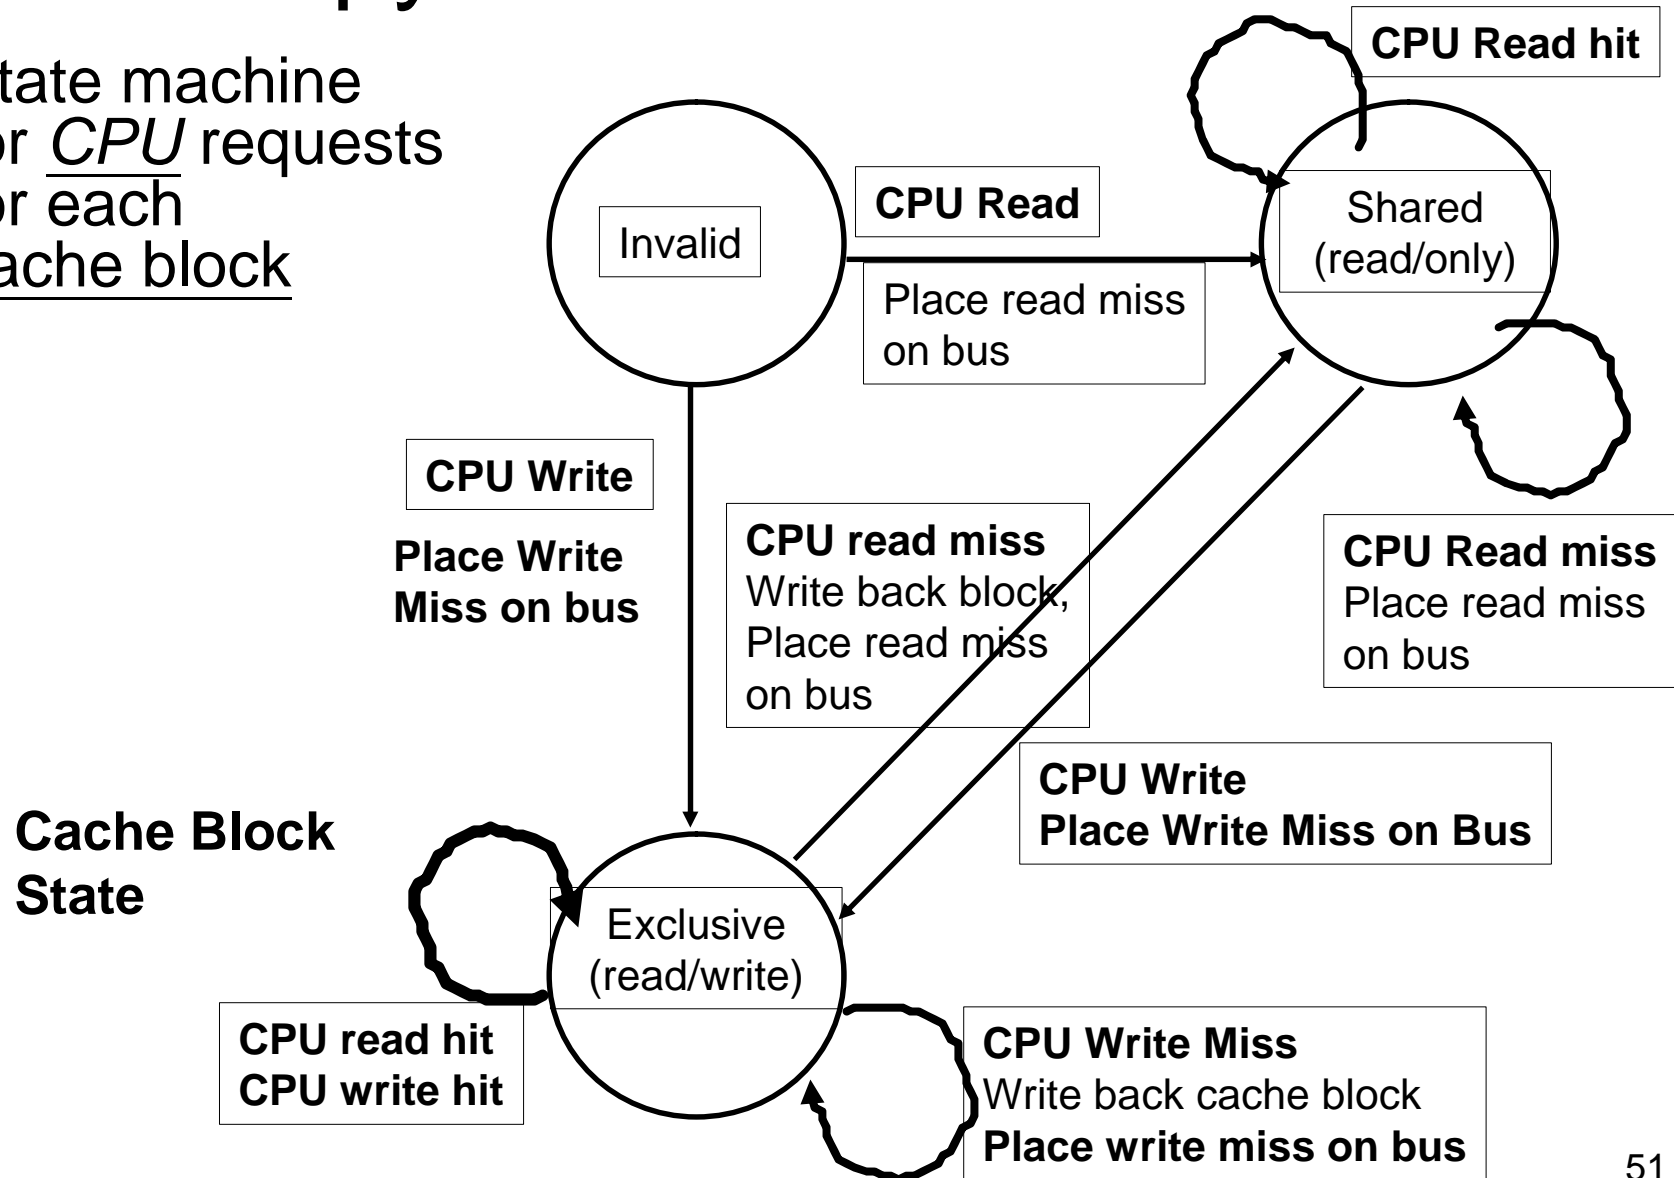 py
tate machine
or CPU requests
or each
ache block
CPU Read hit
Invalid
CPU Read
Place read miss
on bus
Shared
(read/only)
CPU Write
Place Write
Miss on bus
CPU read miss
Write back block,
Place read miss
on bus
CPU Read miss
Place read miss
on bus
CPU Write
Place Write Miss on Bus
Cache Block
State
Exclusive
(read/write)
CPU read hit
CPU write hit
CPU Write Miss
Write back cache block
Place write miss on bus
51